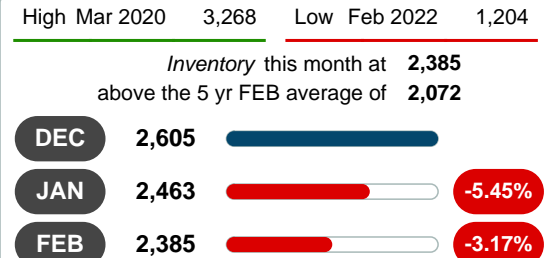 High Mar 2020 3,268 Low Feb 2022 1,204
Inventory this month at 2,385
above the 5 yr FEB average of 2,072
DEC 2,605
JAN 2,463 -5.45%
FEB 2,385 -3.17%